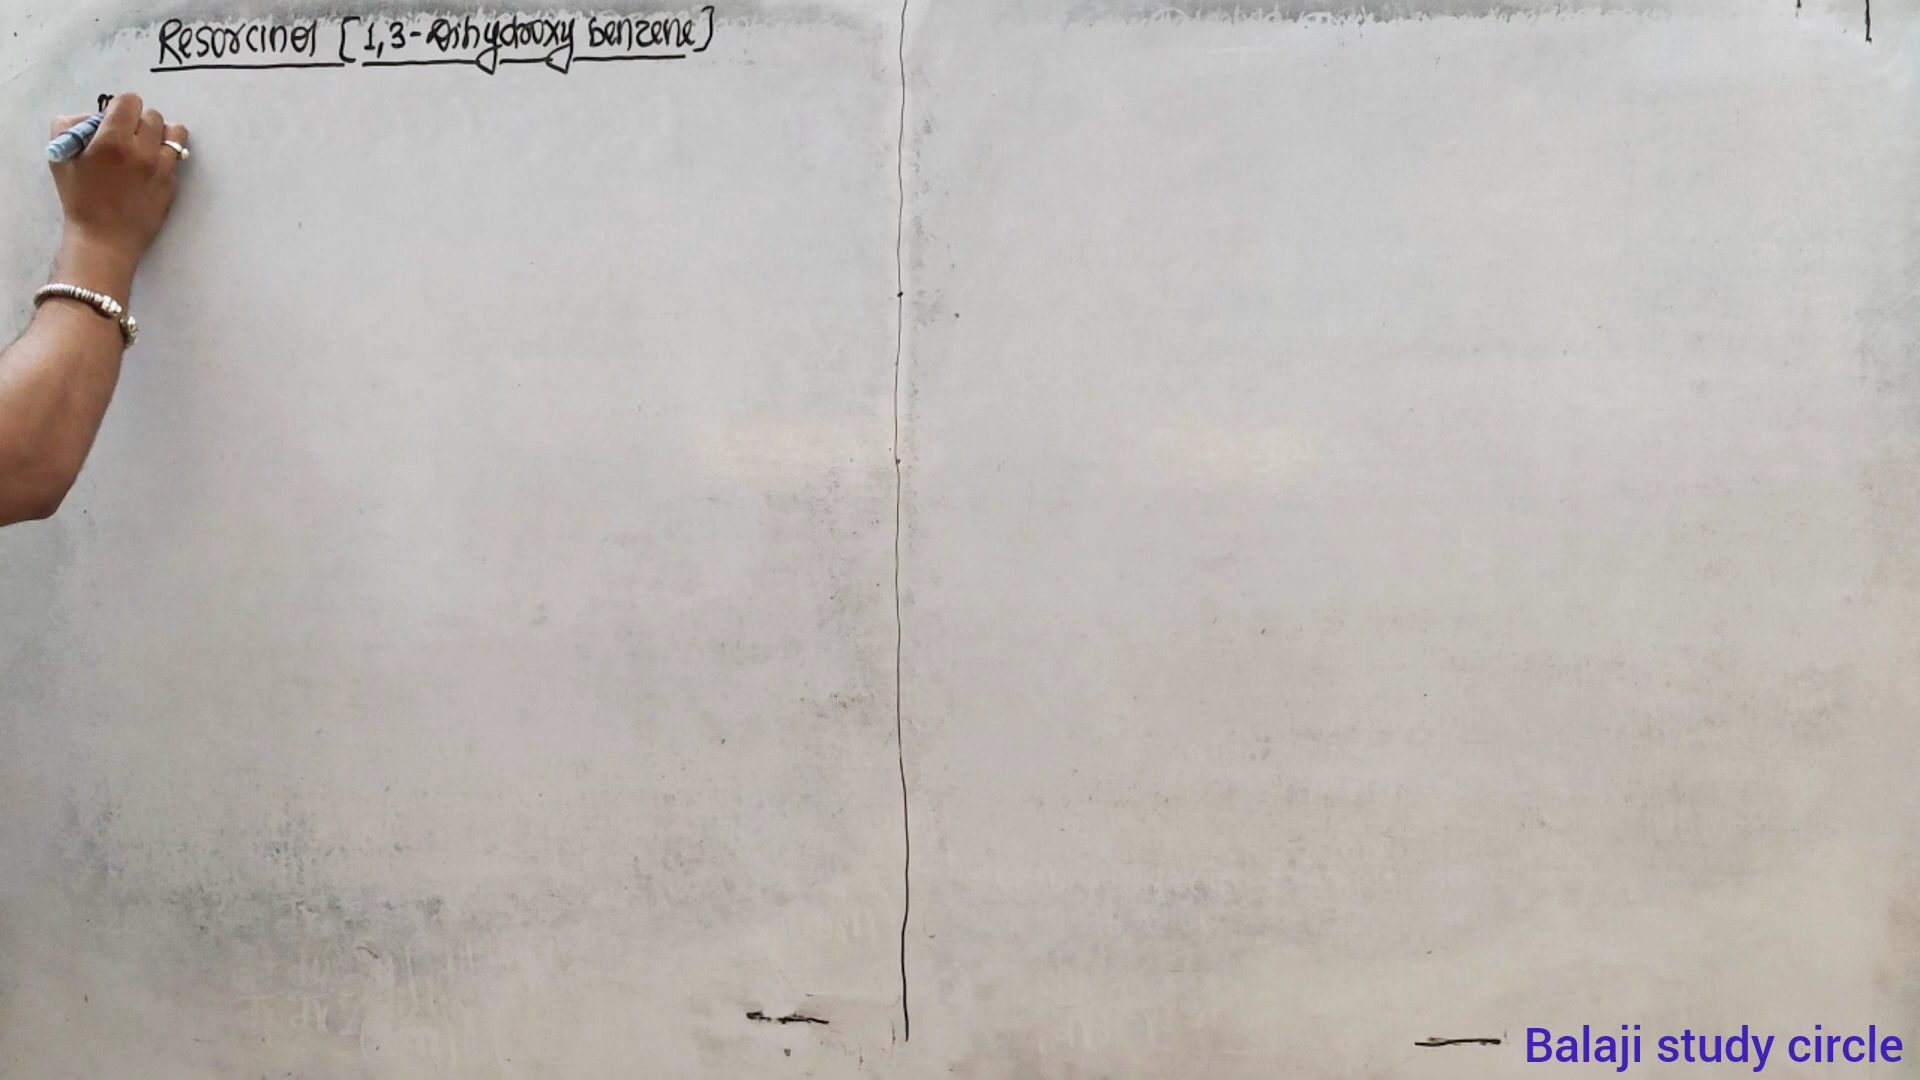 Resorcinol [1,3-Dihydroxy benzene]
Balaji study circle